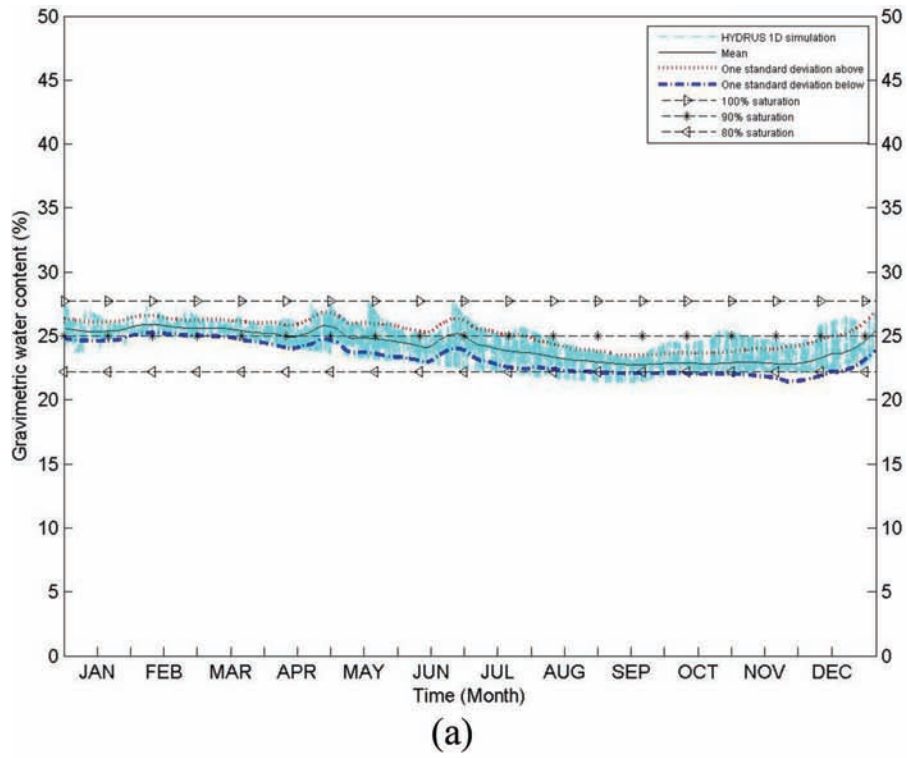 50
45
40
35
30
25
20
15
10
5
0
50
45
40
35
30
25
20
15
10
5
0
Gravimetric water content (%)
HYDRUS 1D simulation
Mean
One standard deviation above
One standard deviation below
100% saturation
90% saturation
80% saturation
JAN FEB MAR APR MAY JUN JUL AUG SEP OCT NOV DEC
Time (Month)
(a)